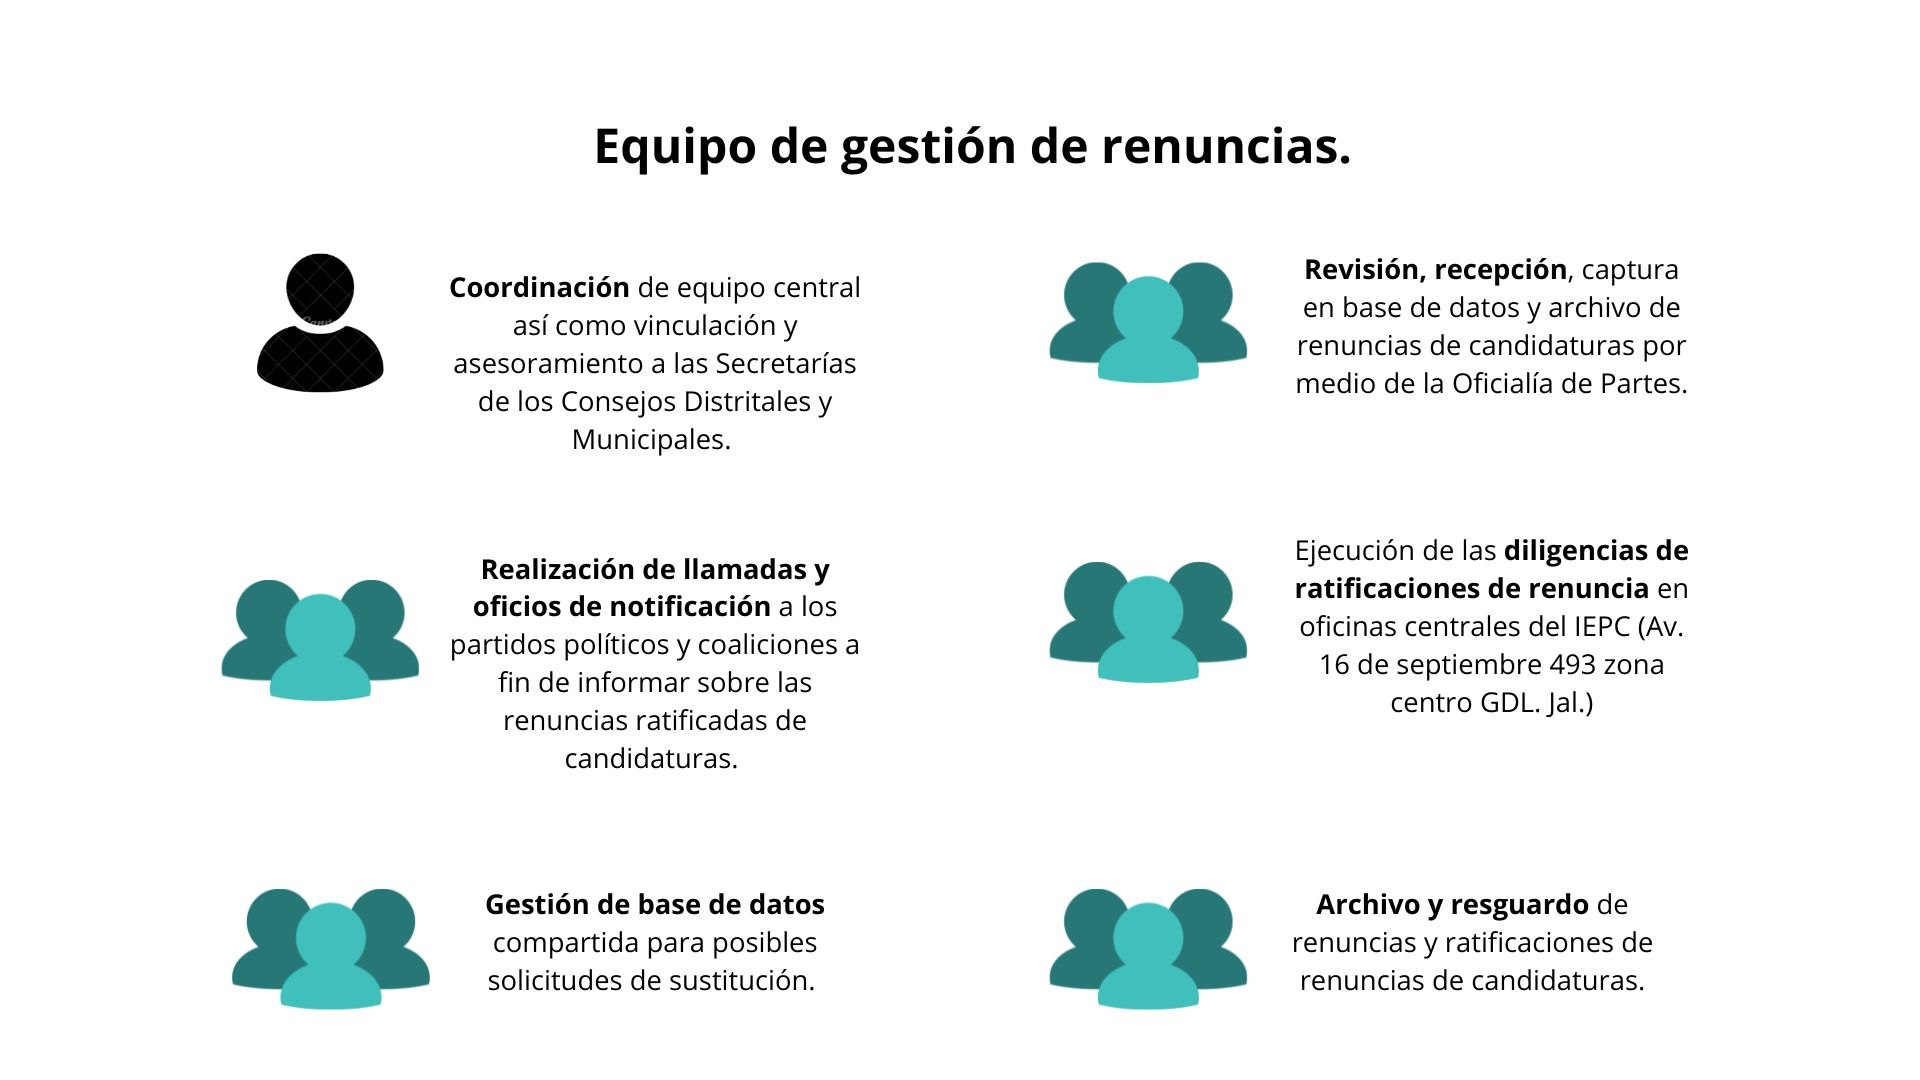 Equipo de gestión de renuncias.
Coordinación de equipo central
así como vinculación y
asesoramiento a las Secretarías
de los Consejos Distritales y
Municipales.
Revisión, recepción, captura
en base de datos y archivo de
renuncias de candidaturas por
medio de la Oficialía de Partes.
Realización de llamadas y
oficios de notificación a los
partidos políticos y coaliciones a
fin de informar sobre las
renuncias ratificadas de
candidaturas.
Ejecución de las diligencias de
ratificaciones de renuncia en
oficinas centrales del IEPC (Av.
16 de septiembre 493 zona
centro GDL. Jal.)
Gestión de base de datos
compartida para posibles
solicitudes de sustitución.
Archivo y resguardo de
renuncias y ratificaciones de
renuncias de candidaturas.